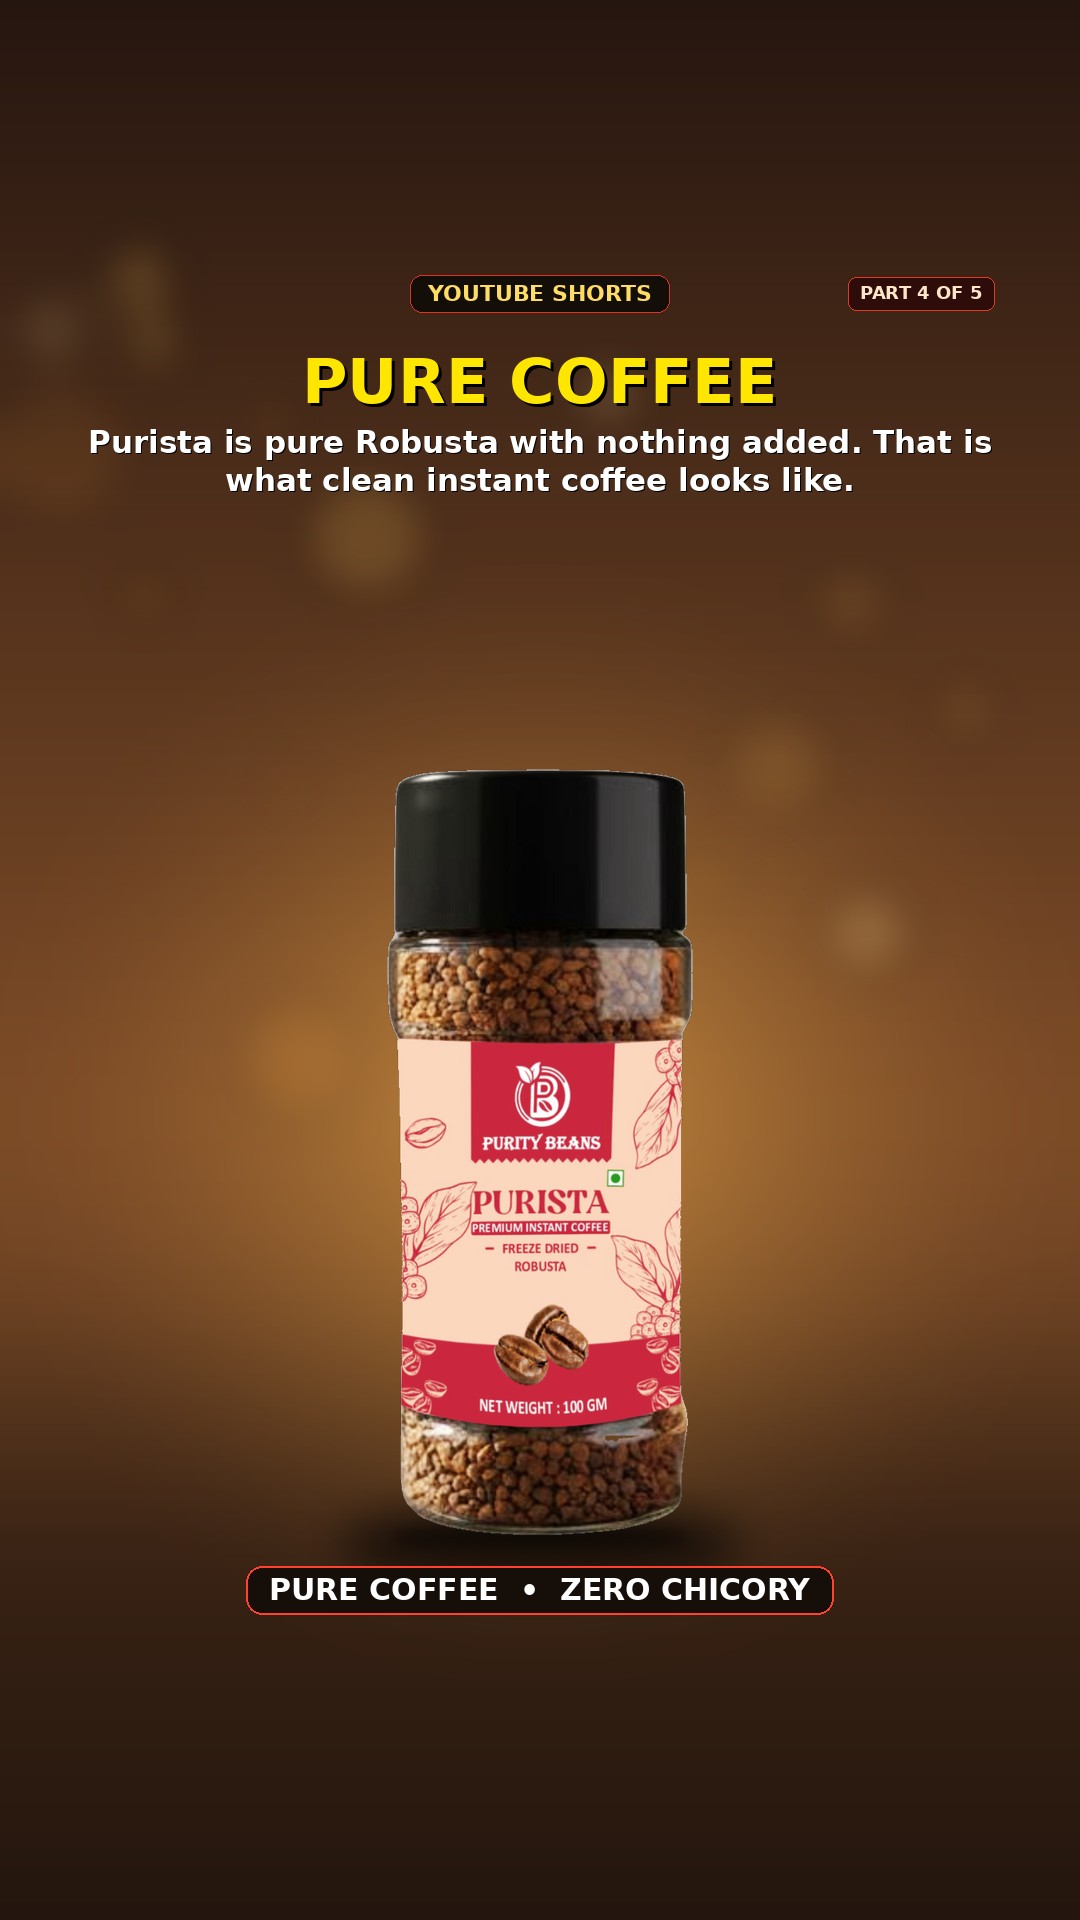 YOUTUBE SHORTS
PART 4 OF 5
PURE COFFEE
Purista is pure Robusta with nothing added. That is
what clean instant coffee looks like.
PURITY BEANS
PURISTA
PREMIUM INSTANT COFFEE
– FREEZE DRIED –
ROBUSTA
NET WEIGHT : 100 GM
PURE COFFEE • ZERO CHICORY